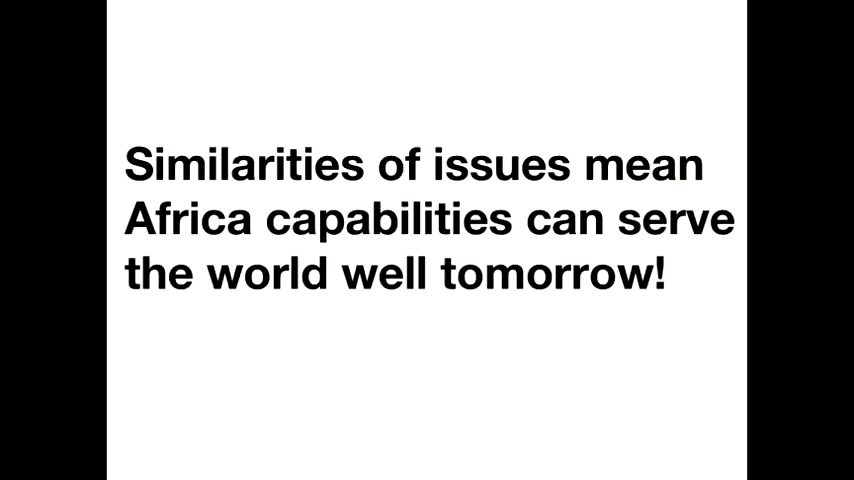 Similarities of issues mean
Africa capabilities can serve
the world well tomorrow!